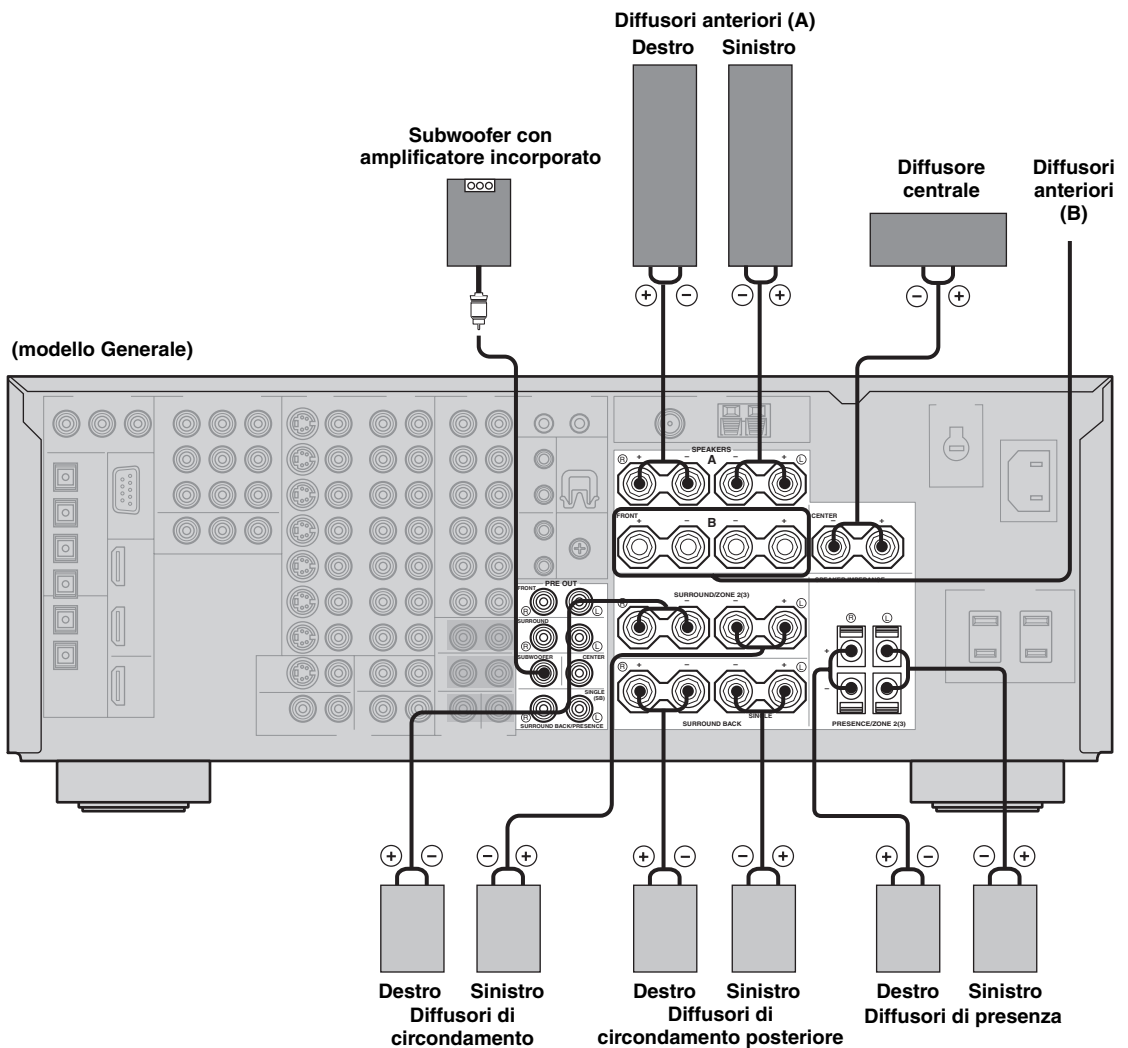 Diffusori anteriori (A)
Destro Sinistro
Subwoofer con
amplificatore incorporato
Diffusore
centrale
Diffusori
anteriori
(B)
+ − − + − +
(modello Generale)
SPEAKERS
R + − A − + L
FRONT
+ − B − +
CENTER
− +
PRE OUT
FRONT
R L
SURROUND
R L
SUBWOOFER CENTER
SINGLE
(SB)
R L
SURROUND BACK/PRESENCE
SURROUND/ZONE 2(3)
R + − − + L
R + − − + L
SURROUND BACK
SINGLE
R L
+
−
PRESENCE/ZONE 2(3)
+ − − + + − − + + − − +
Destro Sinistro
Diffusori di
circondamento
Destro Sinistro
Diffusori di
circondamento posteriore
Destro Sinistro
Diffusori di presenza